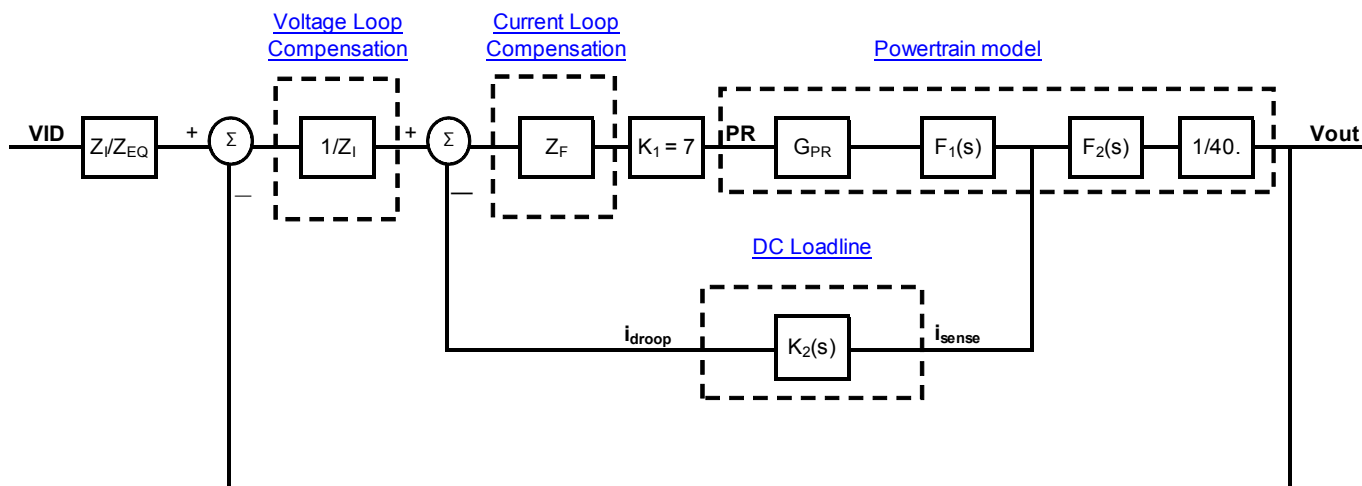 Voltage Loop
Compensation
Current Loop
Compensation
Powertrain model
VID
Z_I/Z_EQ
+
Σ
—
1/Z_I
+
Σ
—
Z_F
K_1 = 7
PR
G_PR
F_1(s)
F_2(s)
1/40.
Vout
DC Loadline
i_droop
K_2(s)
i_sense